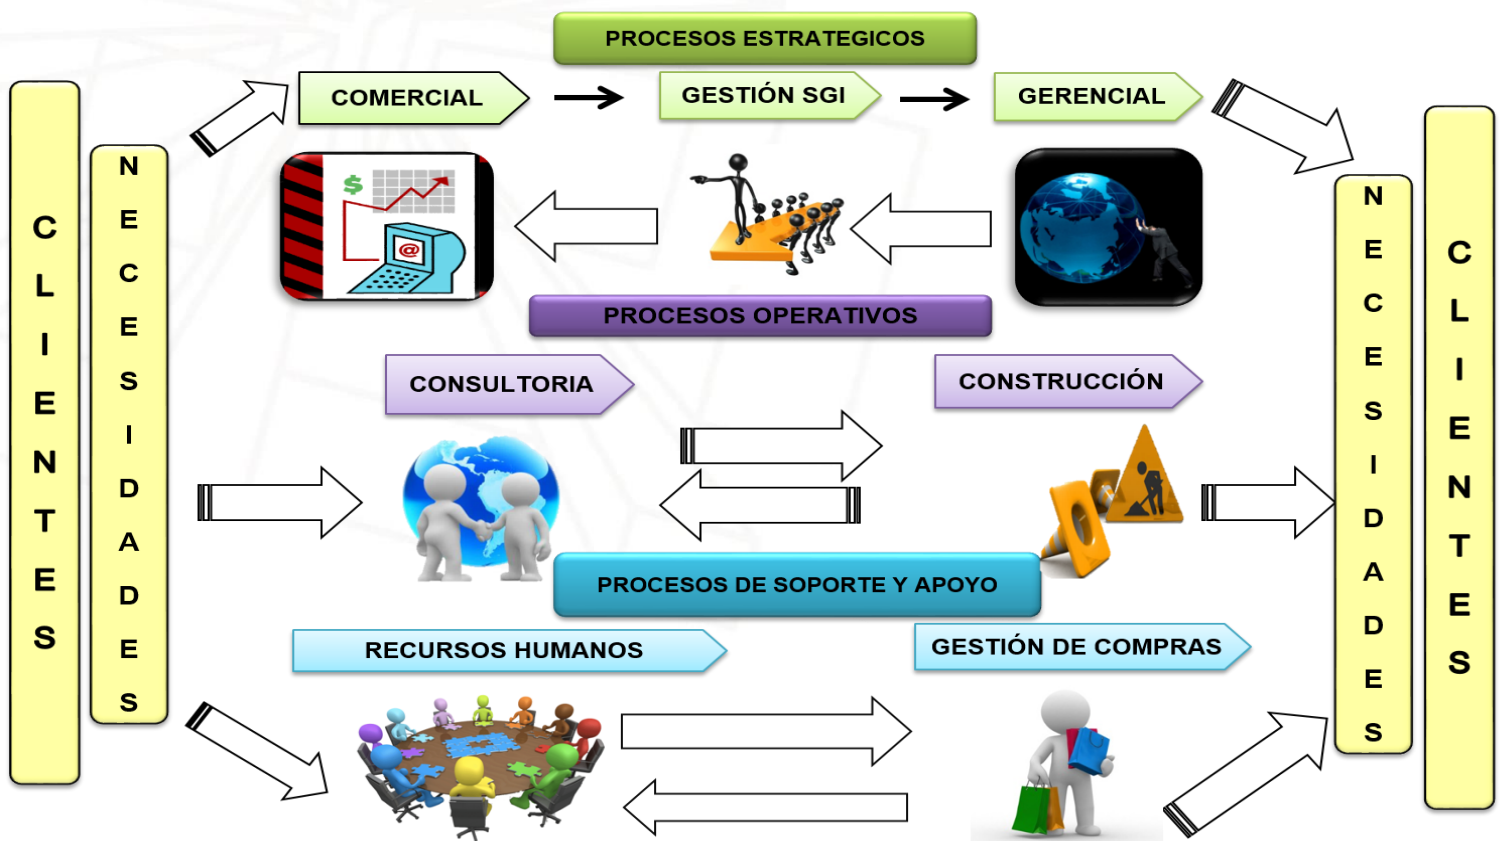 PROCESOS ESTRATEGICOS
COMERCIAL
GESTIÓN SGI
GERENCIAL
CLIENTES
NECESIDADES
$
@
PROCESOS OPERATIVOS
CONSULTORIA
CONSTRUCCIÓN
PROCESOS DE SOPORTE Y APOYO
RECURSOS HUMANOS
GESTIÓN DE COMPRAS
NECESIDADES
CLIENTES